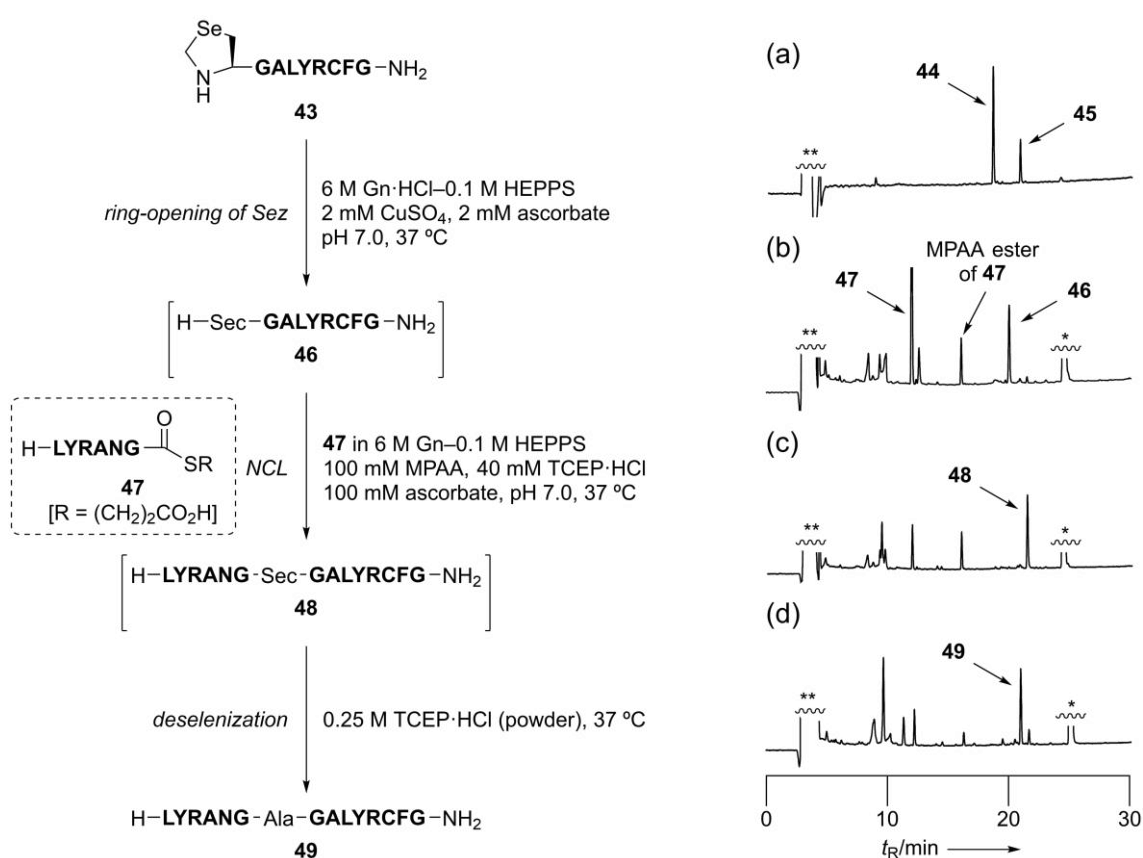 Se
N
H
GALYRCFG–NH2
43
ring-opening of Sez
6 M Gn·HCl–0.1 M HEPPS
2 mM CuSO4, 2 mM ascorbate
pH 7.0, 37 ºC
H–Sec–GALYRCFG–NH2
46
H–LYRANG
O
SR
47
[R = (CH2)2CO2H]
NCL
47 in 6 M Gn–0.1 M HEPPS
100 mM MPAA, 40 mM TCEP·HCl
100 mM ascorbate, pH 7.0, 37 ºC
H–LYRANG-Sec-GALYRCFG–NH2
48
deselenization
0.25 M TCEP·HCl (powder), 37 ºC
H–LYRANG-Ala-GALYRCFG–NH2
49
(a)
44
45
**
(b)
MPAA ester
of 47
47
46
**
*
(c)
48
**
*
(d)
49
**
*
0 10 20 30
tR/min